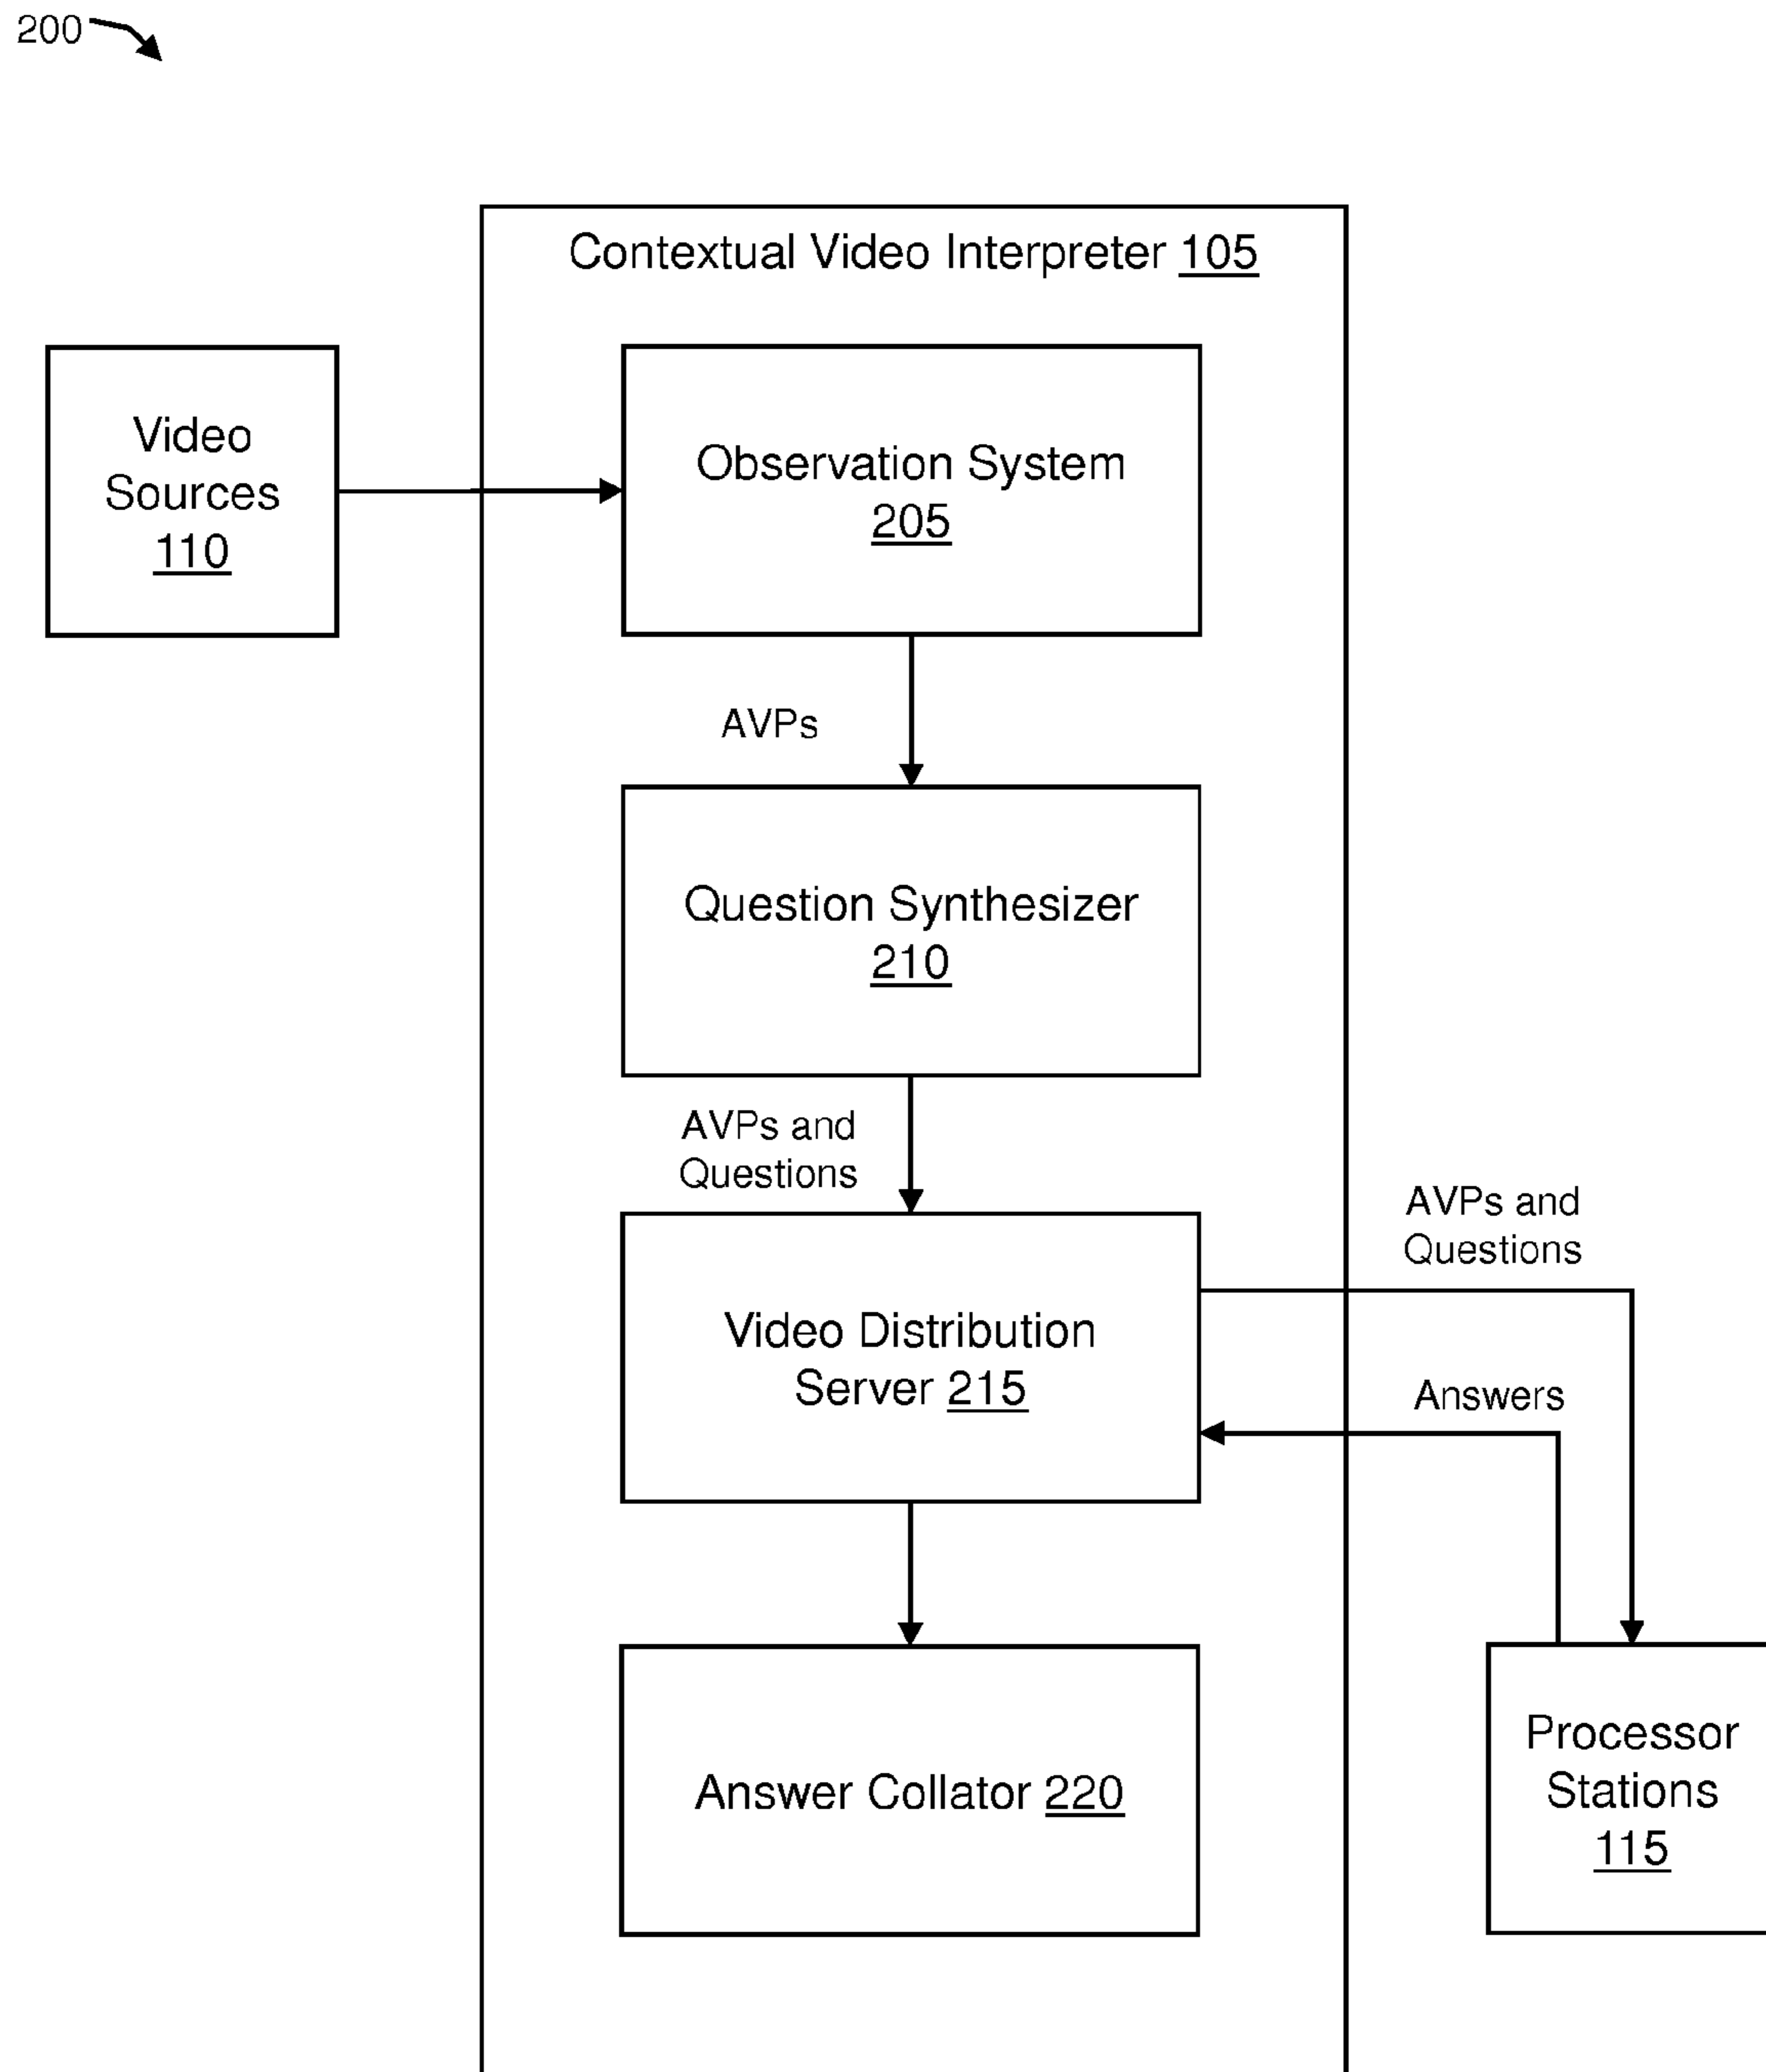 200
Contextual Video Interpreter 105
Video
Sources
110
Observation System
205
AVPs
Question Synthesizer
210
AVPs and
Questions
AVPs and
Questions
Video Distribution
Server 215
Answers
Answer Collator 220
Processor
Stations
115